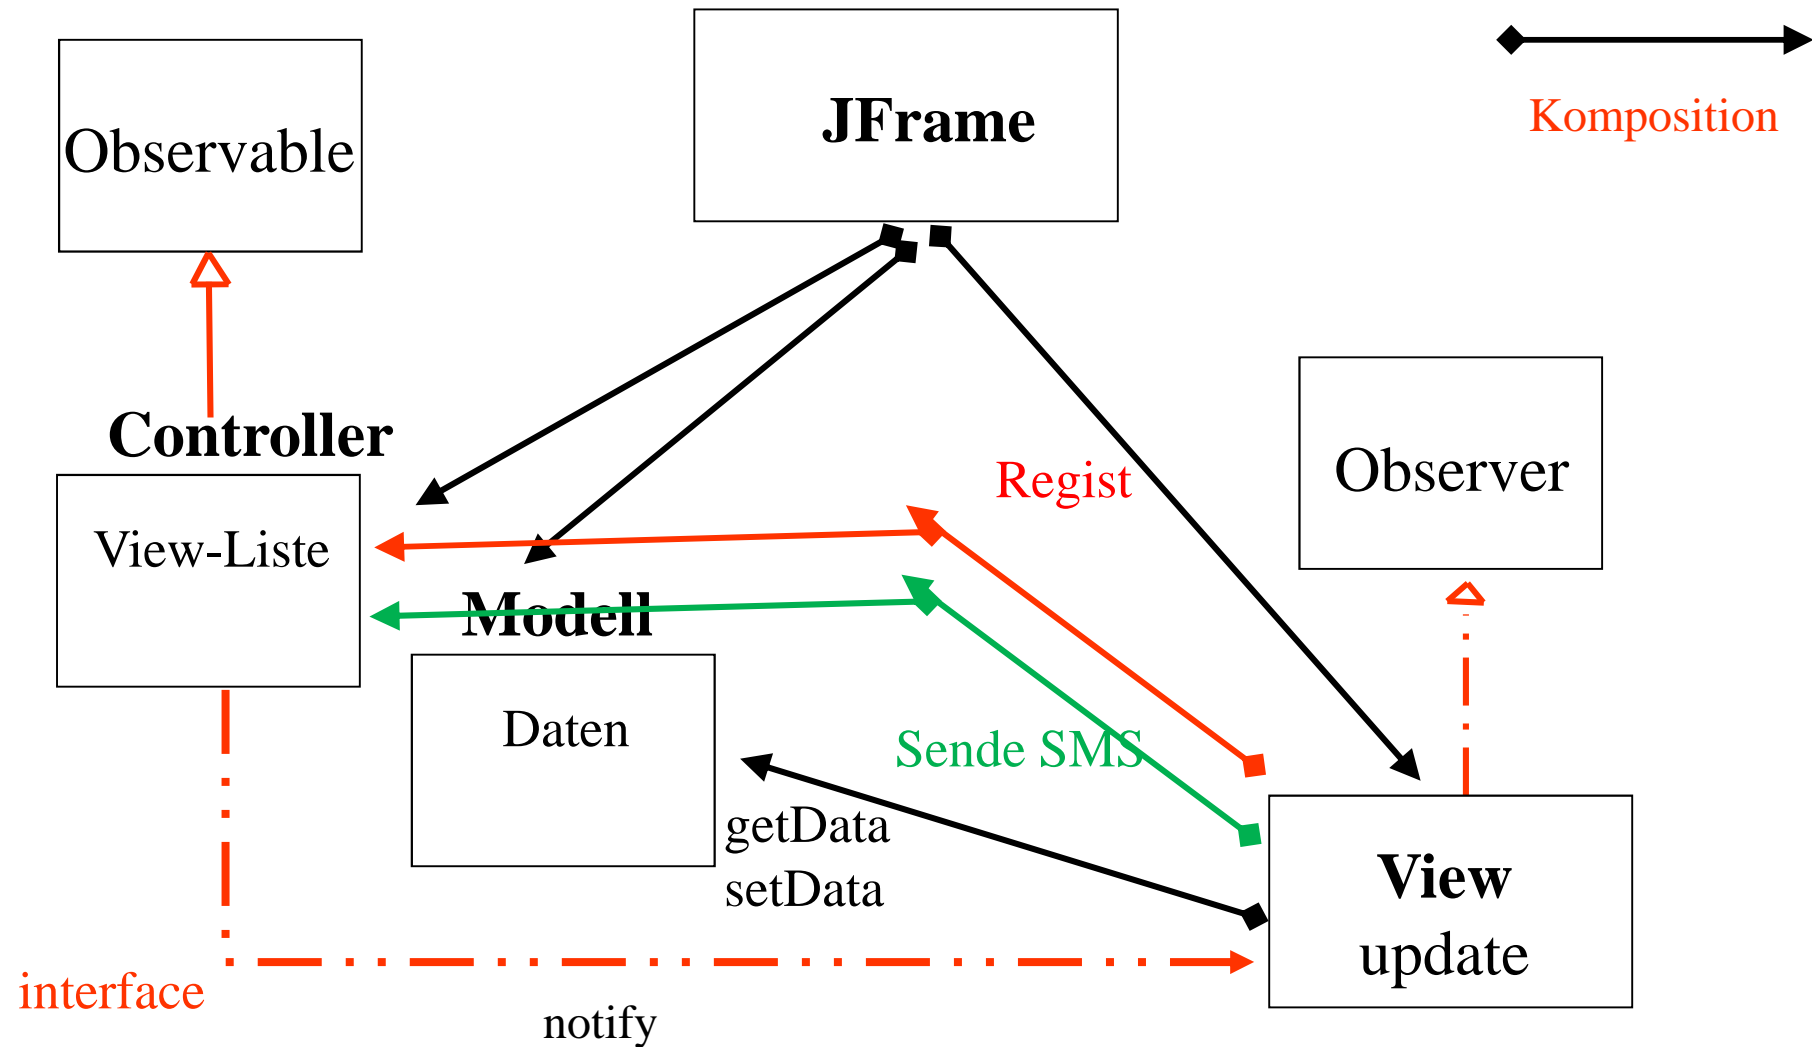 JFrame
Komposition
Observable
Controller
View-Liste
Regist
Observer
Modell
Daten
Sende SMS
getData
setData
View
update
interface
notify